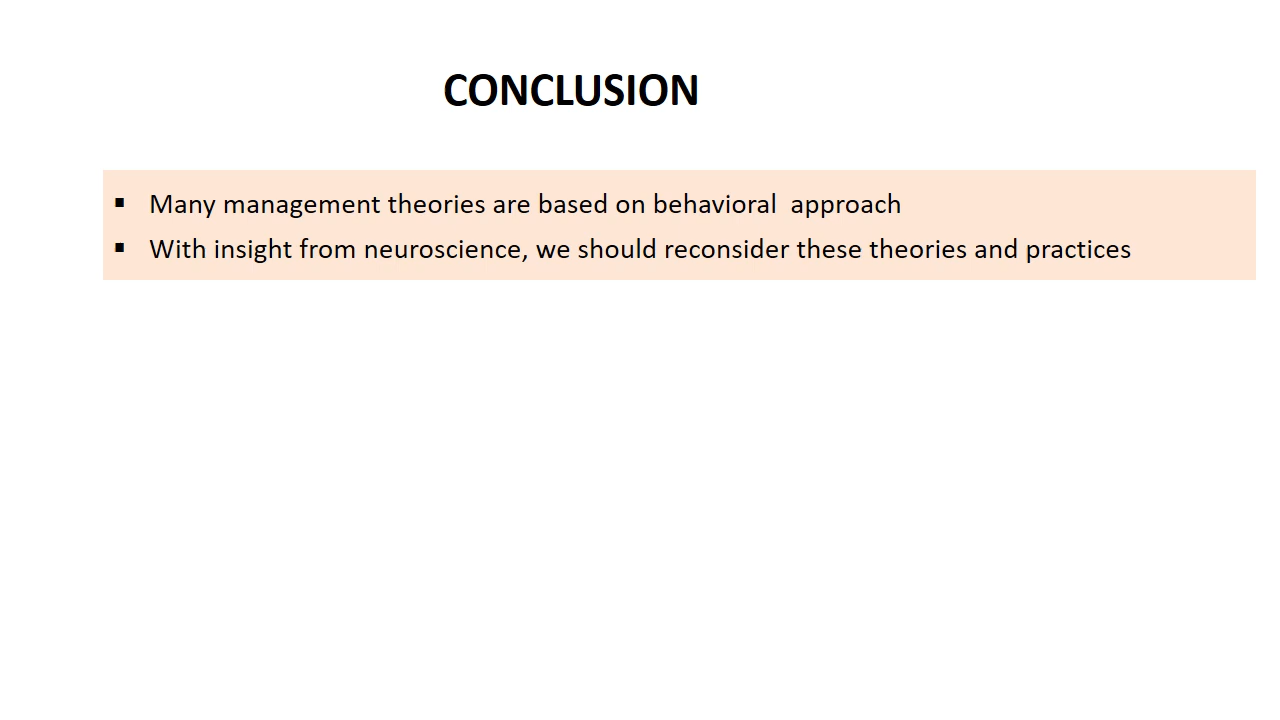 CONCLUSION
▪ Many management theories are based on behavioral  approach
▪ With insight from neuroscience, we should reconsider these theories and practices